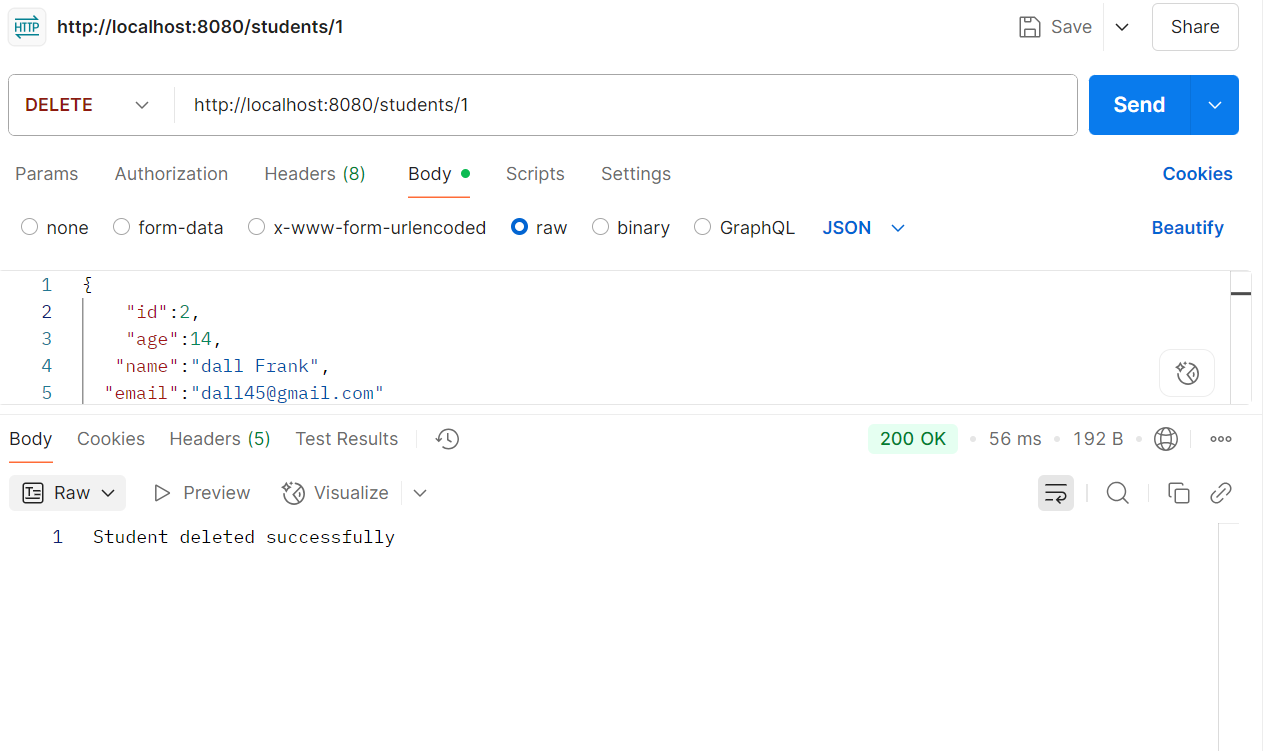 HTTP http://localhost:8080/students/1 Save Share
DELETE http://localhost:8080/students/1 Send
Params Authorization Headers (8) Body Scripts Settings Cookies
none form-data x-www-form-urlencoded raw binary GraphQL JSON Beautify
1 {
2 "id":2,
3 "age":14,
4 "name":"dall Frank",
5 "email":"dall45@gmail.com"
Body Cookies Headers (5) Test Results 200 OK • 56 ms • 192 B •
Raw Preview Visualize
1 Student deleted successfully